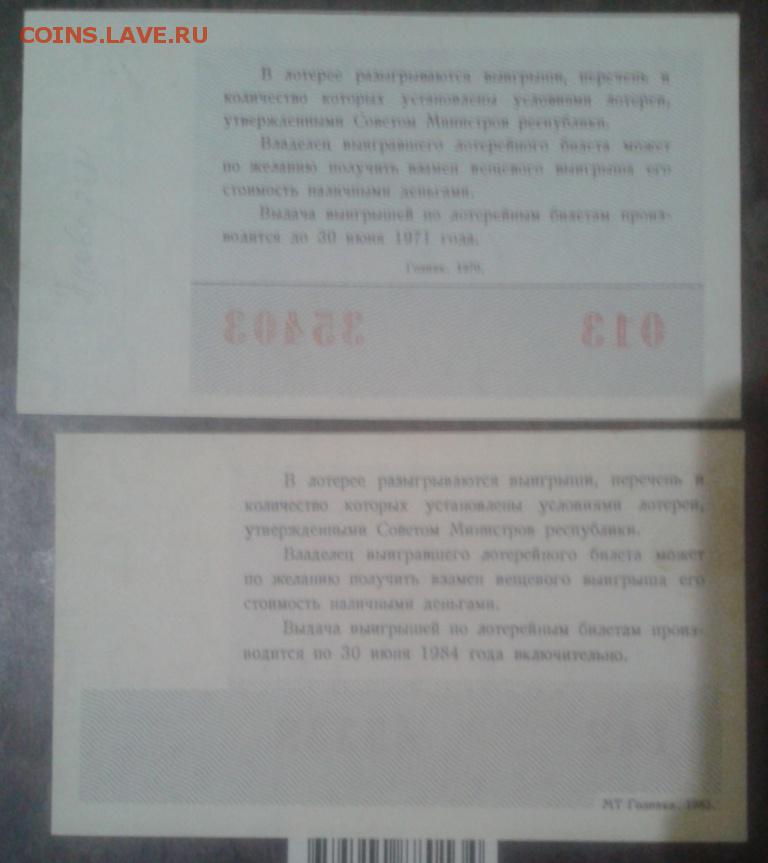 COINS.LAVE.RU
В лотерее разыгрываются выигрыши, перечень и
количество которых установлены условиями лотереи,
утвержденными Советом Министров республики.
Владелец выигравшего лотерейного билета может
по желанию получить взамен вещевого выигрыша его
стоимость наличными деньгами.
Выдача выигрышей по лотерейным билетам произ-
водится до 30 июня 1971 года.
Гознак. 1970.
35403 013
В лотерее разыгрываются выигрыши, перечень и
количество которых установлены условиями лотереи,
утвержденными Советом Министров республики.
Владелец выигравшего лотерейного билета может
по желанию получить взамен вещевого выигрыша его
стоимость наличными деньгами.
Выдача выигрышей по лотерейным билетам произ-
водится по 30 июня 1984 года включительно.
МТ Гознака. 1983.